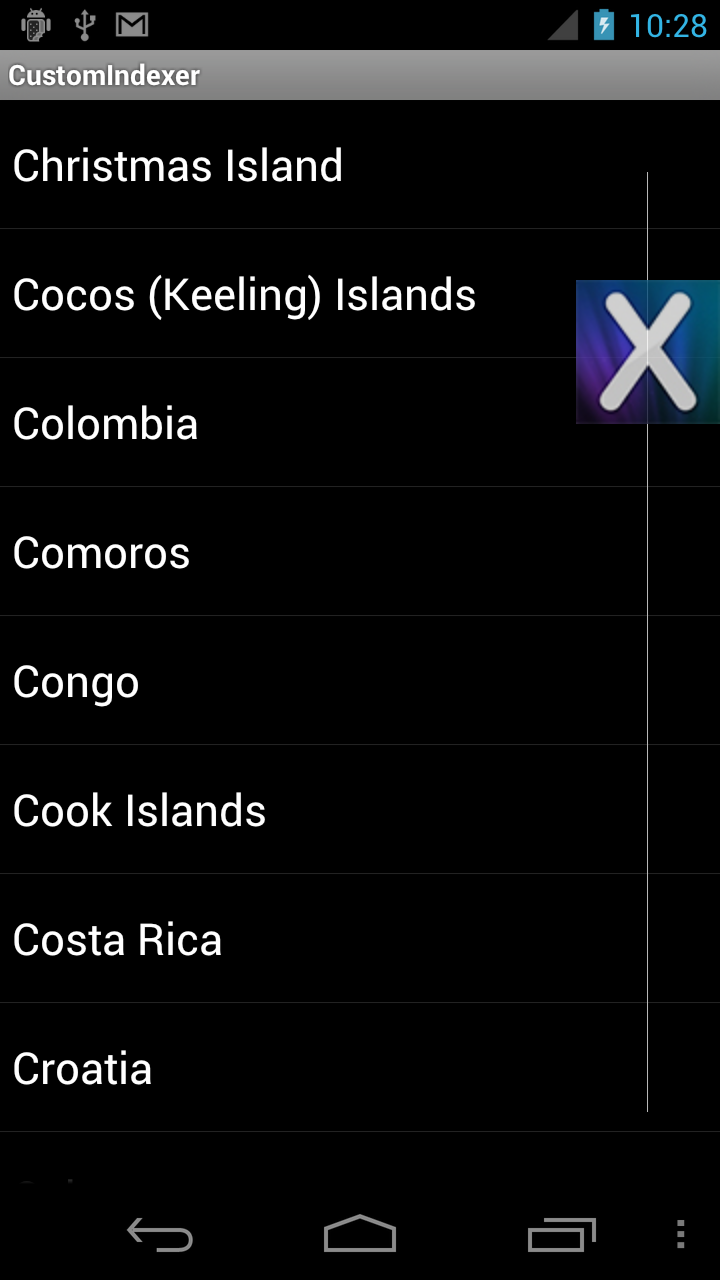 10:28
CustomIndexer
Christmas Island
Cocos (Keeling) Islands
X
Colombia
Comoros
Congo
Cook Islands
Costa Rica
Croatia